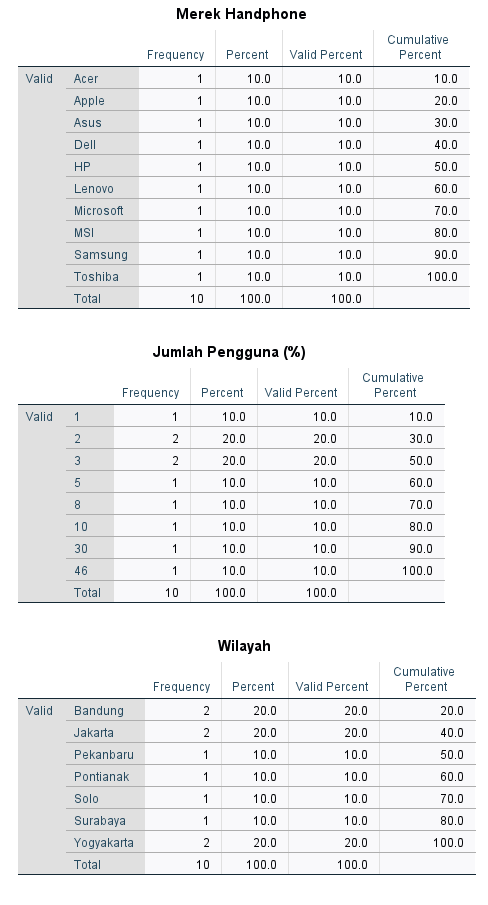 Merek Handphone
Frequency Percent Valid Percent Cumulative Percent
Valid Acer 1 10.0 10.0 10.0
Apple 1 10.0 10.0 20.0
Asus 1 10.0 10.0 30.0
Dell 1 10.0 10.0 40.0
HP 1 10.0 10.0 50.0
Lenovo 1 10.0 10.0 60.0
Microsoft 1 10.0 10.0 70.0
MSI 1 10.0 10.0 80.0
Samsung 1 10.0 10.0 90.0
Toshiba 1 10.0 10.0 100.0
Total 10 100.0 100.0
Jumlah Pengguna (%)
Frequency Percent Valid Percent Cumulative Percent
Valid 1 1 10.0 10.0 10.0
2 2 20.0 20.0 30.0
3 2 20.0 20.0 50.0
5 1 10.0 10.0 60.0
8 1 10.0 10.0 70.0
10 1 10.0 10.0 80.0
30 1 10.0 10.0 90.0
46 1 10.0 10.0 100.0
Total 10 100.0 100.0
Wilayah
Frequency Percent Valid Percent Cumulative Percent
Valid Bandung 2 20.0 20.0 20.0
Jakarta 2 20.0 20.0 40.0
Pekanbaru 1 10.0 10.0 50.0
Pontianak 1 10.0 10.0 60.0
Solo 1 10.0 10.0 70.0
Surabaya 1 10.0 10.0 80.0
Yogyakarta 2 20.0 20.0 100.0
Total 10 100.0 100.0